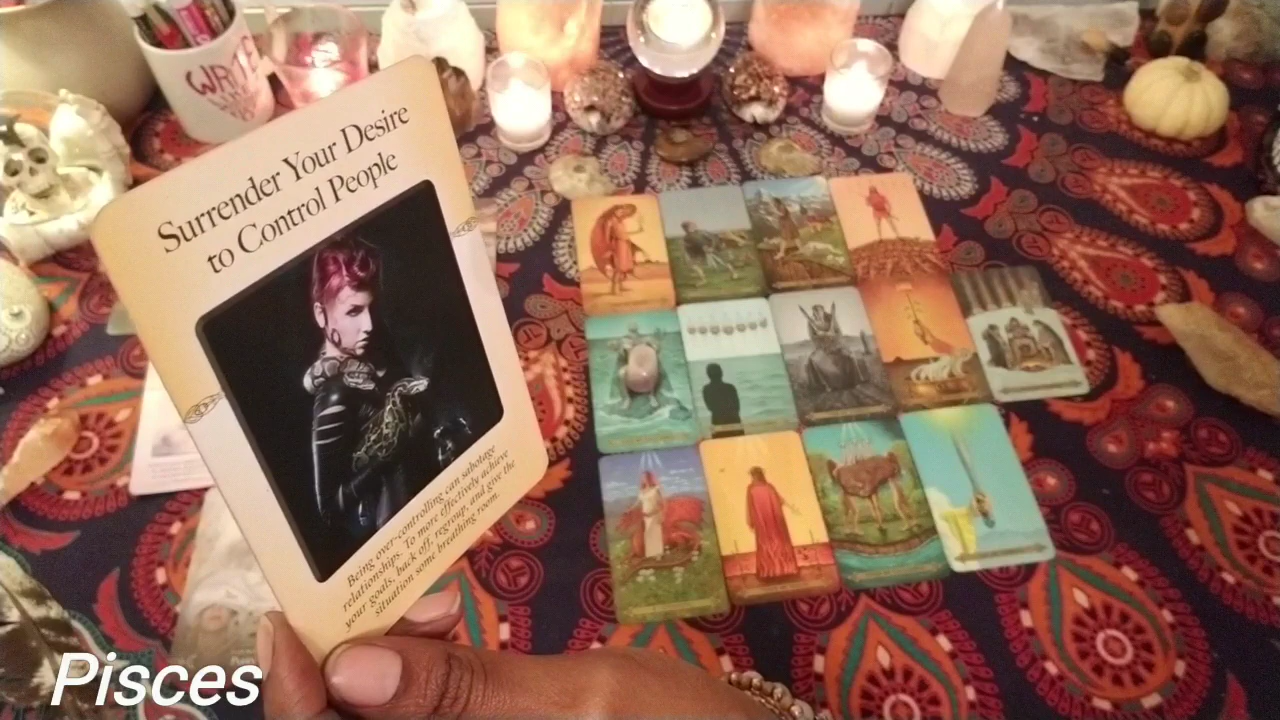 WRITE
Surrender Your Desire
to Control People
Being over-controlling can sabotage
relationships. To more effectively achieve
your goals, back off, regroup, and give the
situation some breathing room.
Pisces